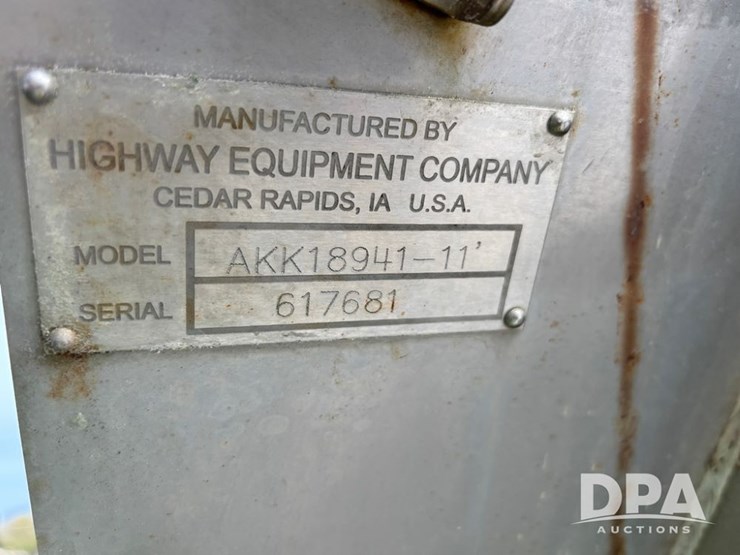 MANUFACTURED BY
HIGHWAY EQUIPMENT COMPANY
CEDAR RAPIDS, IA U.S.A.
MODEL AKK18941-11'
SERIAL 617681
DPA
AUCTIONS